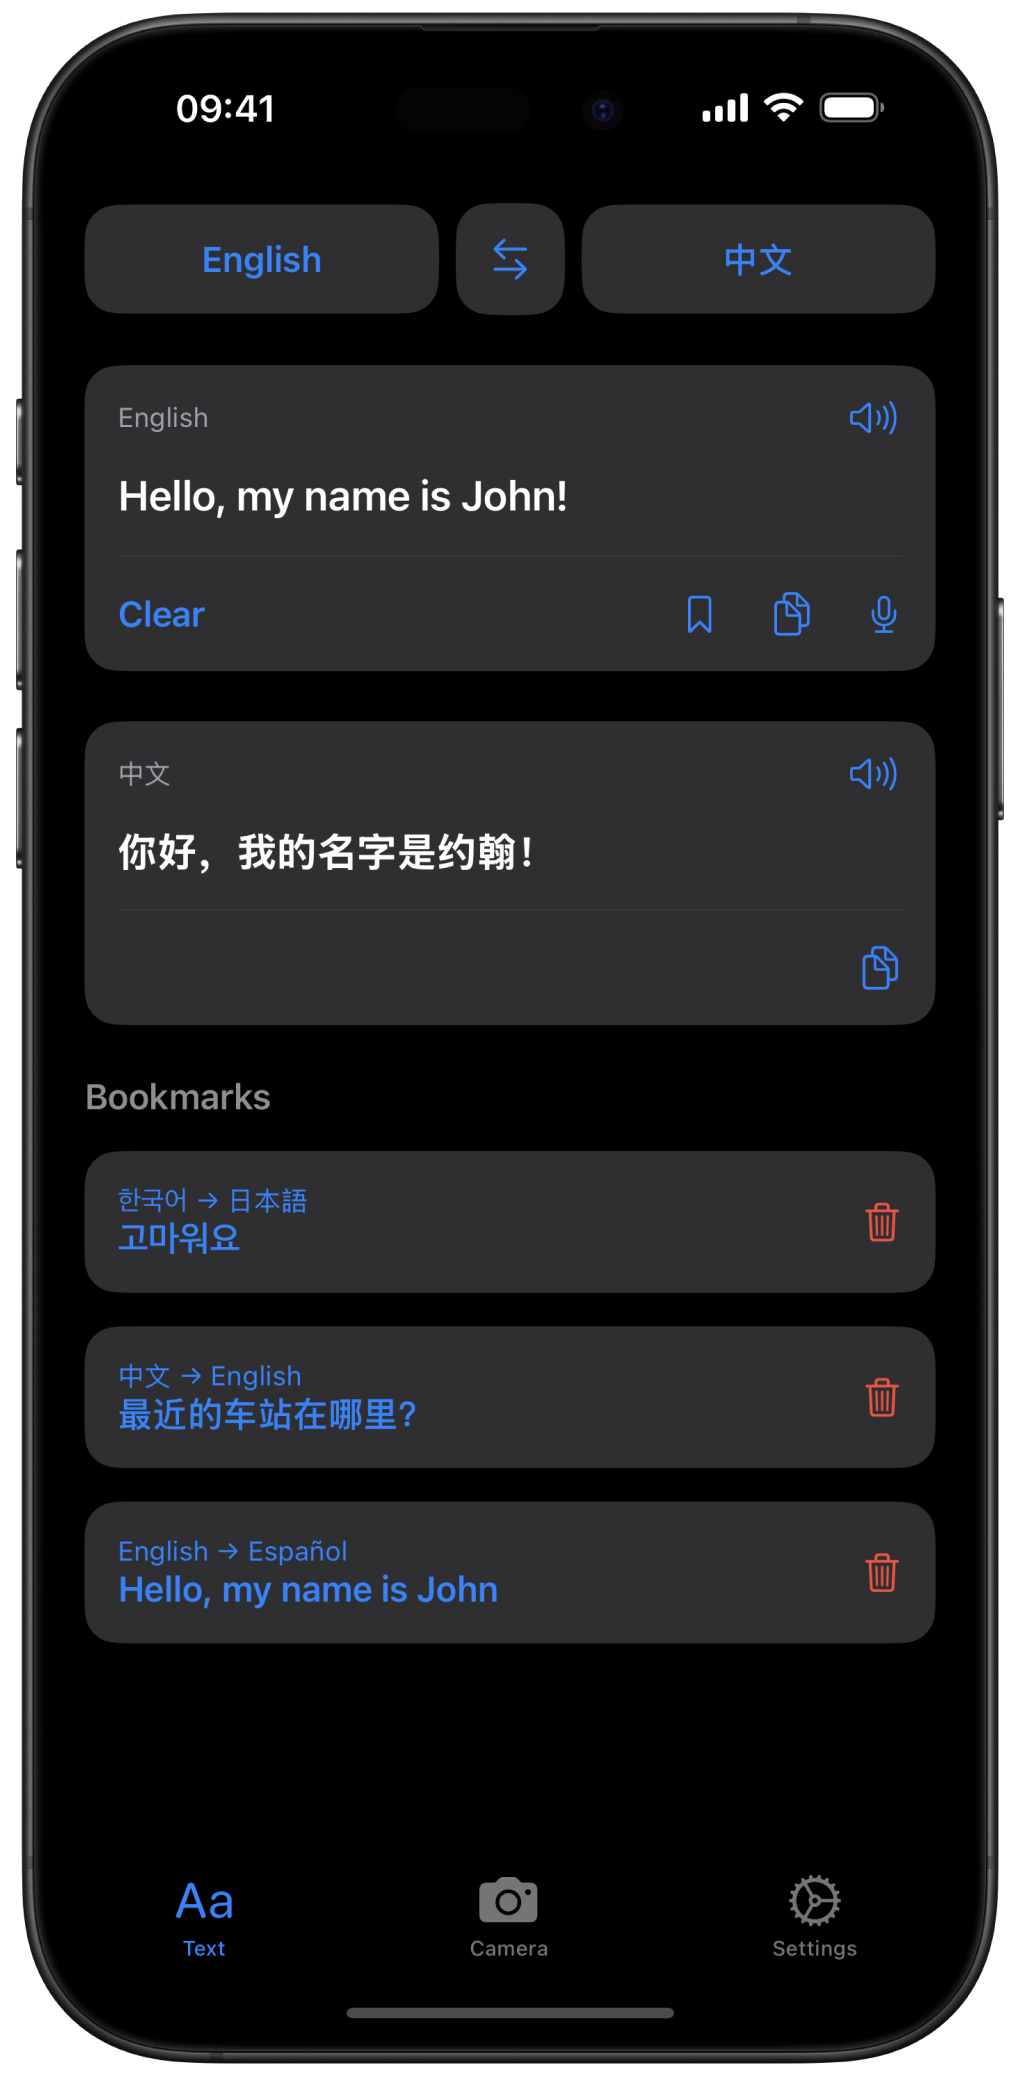 09:41
English
中文
English
Hello, my name is John!
Clear
中文
你好，我的名字是约翰！
Bookmarks
한국어 → 日本語
고마워요
中文 → English
最近的车站在哪里？
English → Español
Hello, my name is John
Aa
Text
Camera
Settings